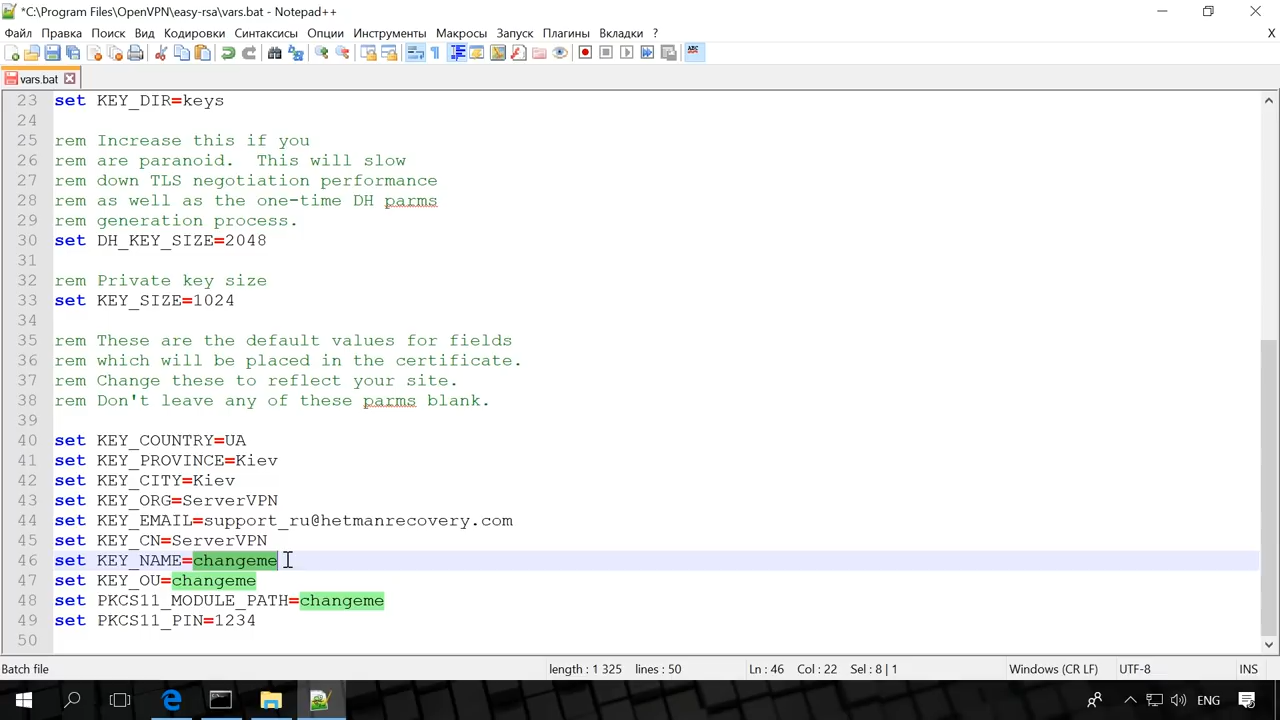 *C:\Program Files\OpenVPN\easy-rsa\vars.bat - Notepad++
Файл Правка Поиск Вид Кодировки Синтаксисы Опции Инструменты Макросы Запуск Плагины Вкладки ? X
vars.bat
23 set KEY_DIR=keys
24
25 rem Increase this if you
26 rem are paranoid.  This will slow
27 rem down TLS negotiation performance
28 rem as well as the one-time DH parms
29 rem generation process.
30 set DH_KEY_SIZE=2048
31
32 rem Private key size
33 set KEY_SIZE=1024
34
35 rem These are the default values for fields
36 rem which will be placed in the certificate.
37 rem Change these to reflect your site.
38 rem Don't leave any of these parms blank.
39
40 set KEY_COUNTRY=UA
41 set KEY_PROVINCE=Kiev
42 set KEY_CITY=Kiev
43 set KEY_ORG=ServerVPN
44 set KEY_EMAIL=support_ru@hetmanrecovery.com
45 set KEY_CN=ServerVPN
46 set KEY_NAME=changeme
47 set KEY_OU=changeme
48 set PKCS11_MODULE_PATH=changeme
49 set PKCS11_PIN=1234
50
Batch file length : 1 325 lines : 50 Ln : 46 Col : 22 Sel : 8 | 1 Windows (CR LF) UTF-8 INS
ENG